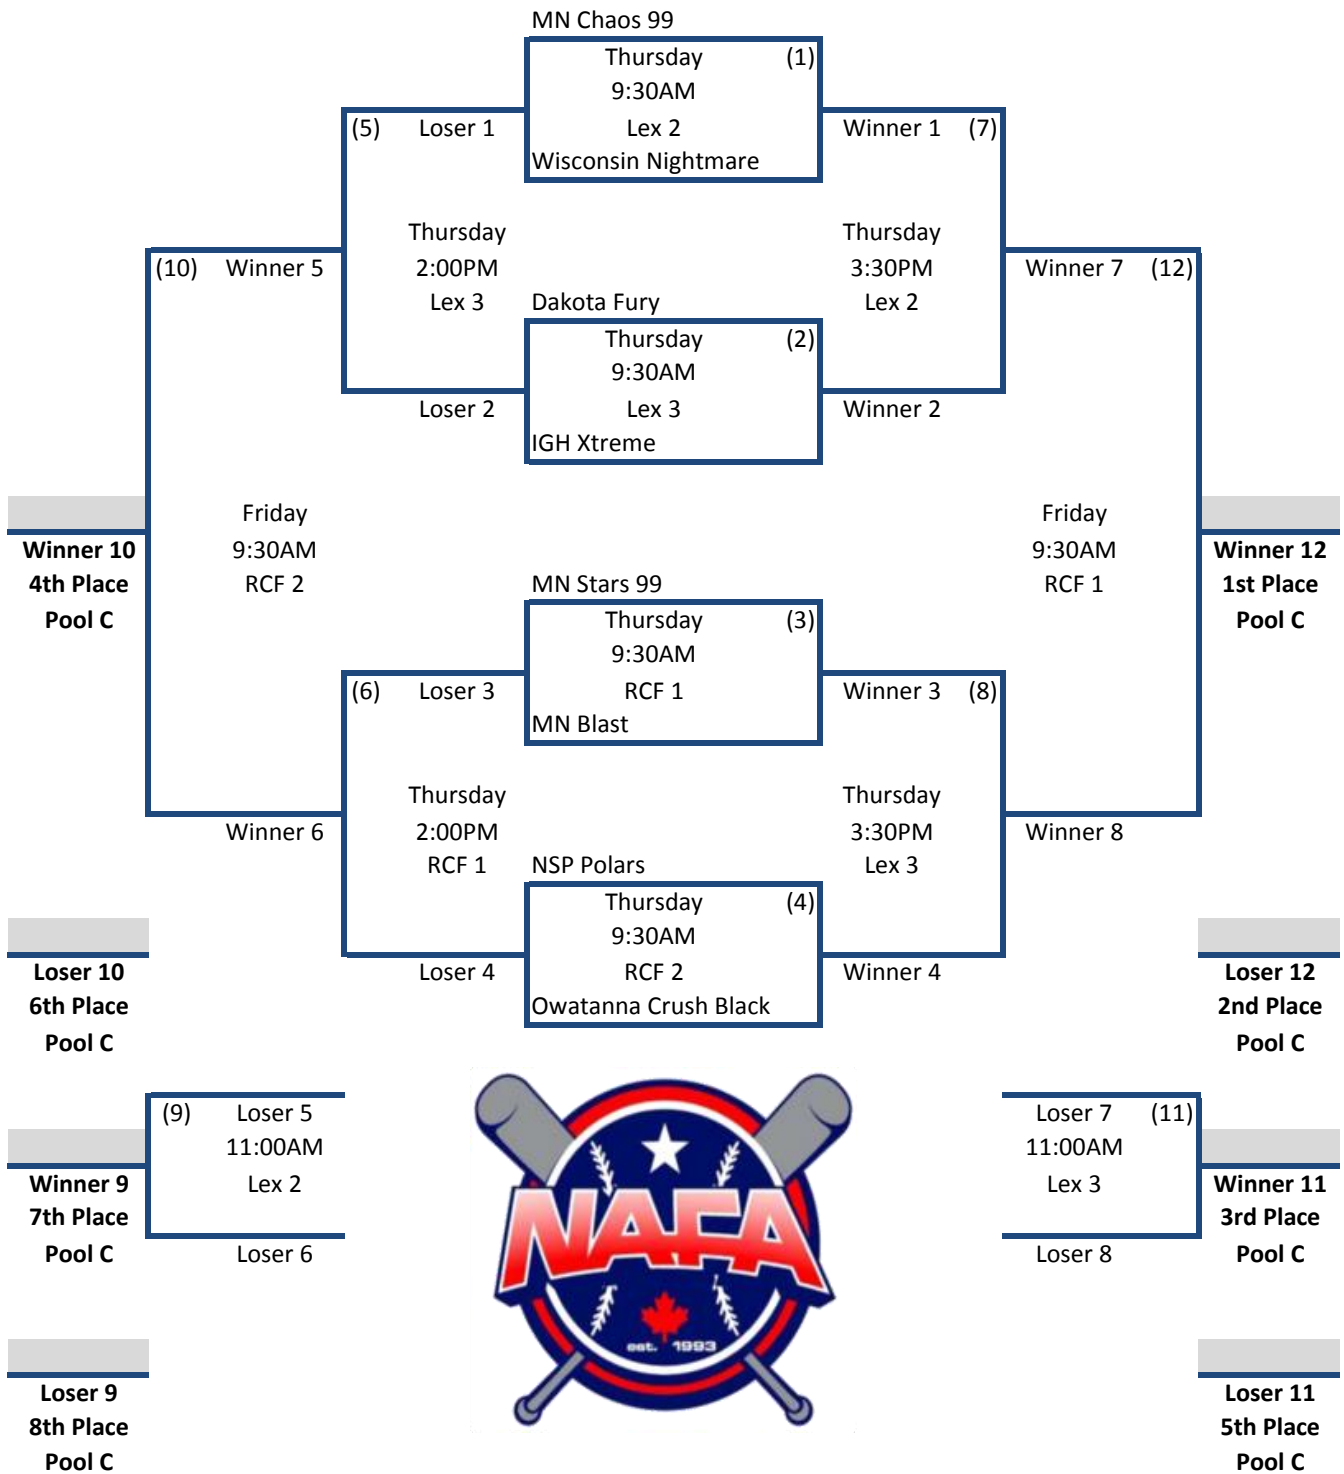 MN Chaos 99
Thursday (1)
9:30AM
(5) Loser 1 Lex 2 Winner 1 (7)
Wisconsin Nightmare
Thursday Thursday
(10) Winner 5 2:00PM 3:30PM Winner 7 (12)
Lex 3 Dakota Fury Lex 2
Thursday (2)
9:30AM
Loser 2 Lex 3 Winner 2
IGH Xtreme
Friday Friday
Winner 10 9:30AM 9:30AM Winner 12
4th Place RCF 2 MN Stars 99 RCF 1 1st Place
Pool C Thursday (3) Pool C
9:30AM
(6) Loser 3 RCF 1 Winner 3 (8)
MN Blast
Thursday Thursday
Winner 6 2:00PM 3:30PM Winner 8
RCF 1 NSP Polars Lex 3
Thursday (4)
9:30AM
Loser 10 Loser 4 RCF 2 Winner 4 Loser 12
6th Place Owatanna Crush Black 2nd Place
Pool C Pool C
(9) Loser 5 Loser 7 (11)
11:00AM 11:00AM
Winner 9 Lex 2 Lex 3 Winner 11
7th Place 3rd Place
Pool C Loser 6 Loser 8 Pool C
NAFA
est. 1993
Loser 9 Loser 11
8th Place 5th Place
Pool C Pool C